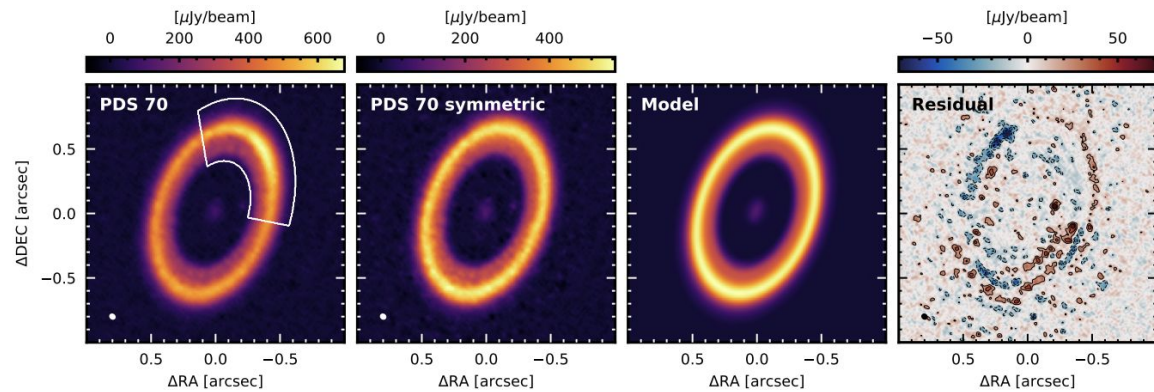 [μJy/beam] [μJy/beam] [μJy/beam]
0 200 400 600 0 200 400 −50 0 50
PDS 70 PDS 70 symmetric Model Residual
ΔDEC [arcsec]
0.5
0.0
−0.5
0.5 0.0 −0.5 0.5 0.0 −0.5 0.5 0.0 −0.5 0.5 0.0 −0.5
ΔRA [arcsec] ΔRA [arcsec] ΔRA [arcsec] ΔRA [arcsec]